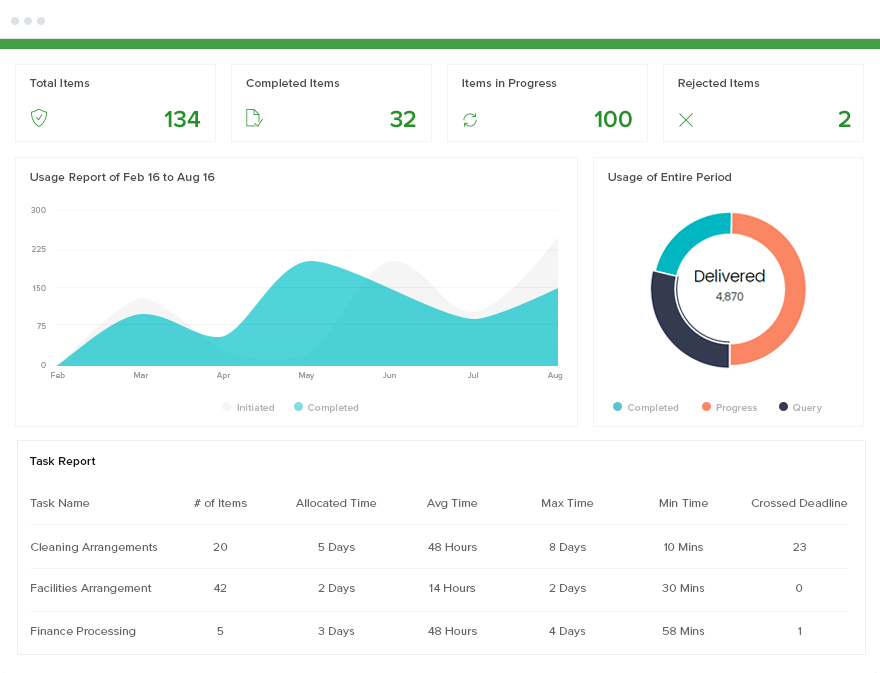 Total Items
134
Completed Items
32
Items in Progress
100
Rejected Items
2
Usage Report of Feb 16 to Aug 16
300
225
150
75
0
Feb Mar Apr May Jun Jul Aug
Initiated Completed
Usage of Entire Period
Delivered
4,870
Completed Progress Query
Task Report
Task Name # of Items Allocated Time Avg Time Max Time Min Time Crossed Deadline
Cleaning Arrangements 20 5 Days 48 Hours 8 Days 10 Mins 23
Facilities Arrangement 42 2 Days 14 Hours 2 Days 30 Mins 0
Finance Processing 5 3 Days 48 Hours 4 Days 58 Mins 1